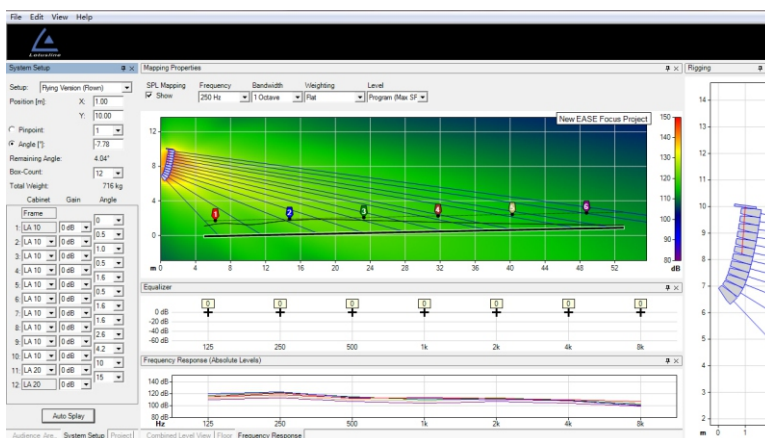 File Edit View Help
Lotusline
System Setup
Setup: Flying Version (Flown)
Position [m]: X: 1.00
Y: 10.00
Pinpoint: 1
Angle [°]: -7.78
Remaining Angle: 4.04°
Box-Count: 12
Total Weight: 716 kg
Cabinet Gain Angle
Frame
0
1: LA 10 0 dB
0.5
2: LA 10 0 dB
1.0
3: LA 10 0 dB
0.5
4: LA 10 0 dB
1.6
5: LA 10 0 dB
0.5
6: LA 10 0 dB
1.6
7: LA 10 0 dB
1.6
8: LA 10 0 dB
2.6
9: LA 10 0 dB
4.2
10: LA 10 0 dB
10
11: LA 20 0 dB
15
12: LA 20 0 dB
Auto Splay
Audience Are... System Setup Project
Mapping Properties
SPL Mapping Frequency Bandwidth Weighting Level
Show 250 Hz 1 Octave Flat Program (Max SF
New EASE Focus Project
12
8
4
0
1 2 3 4 5 6
m 0 4 8 12 16 20 24 28 32 36 40 44 48 52
150
140
130
120
110
100
90
80
dB
Equalizer
0 0 0 0 0 0 0
0 dB
-20 dB
-40 dB
-60 dB
125 250 500 1k 2k 4k 8k
Frequency Response (Absolute Levels)
140 dB
120 dB
100 dB
80 dB
Hz 125 250 500 1k 2k 4k 8k
Combined Level View Floor Frequency Response
Rigging
14
13
12
11
10
9
8
7
6
5
4
3
2
m 0 1